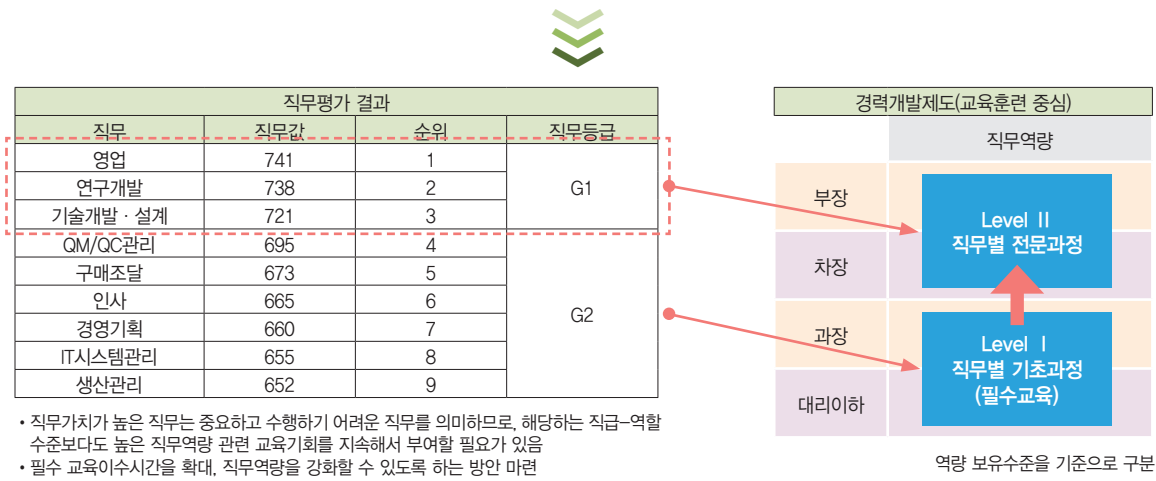 직무평가 결과
직무 직무값 순위 직무등급
영업 741 1
연구개발 738 2 G1
기술개발 · 설계 721 3
QM/QC관리 695 4
구매조달 673 5
인사 665 6
G2
경영기획 660 7
IT시스템관리 655 8
생산관리 652 9
• 직무가치가 높은 직무는 중요하고 수행하기 어려운 직무를 의미하므로, 해당하는 직급–역할
수준보다도 높은 직무역량 관련 교육기회를 지속해서 부여할 필요가 있음
• 필수 교육이수시간을 확대, 직무역량을 강화할 수 있도록 하는 방안 마련
경력개발제도(교육훈련 중심)
직무역량
부장
차장
Level Ⅱ
직무별 전문과정
과장
대리이하
Level Ⅰ
직무별 기초과정
(필수교육)
역량 보유수준을 기준으로 구분